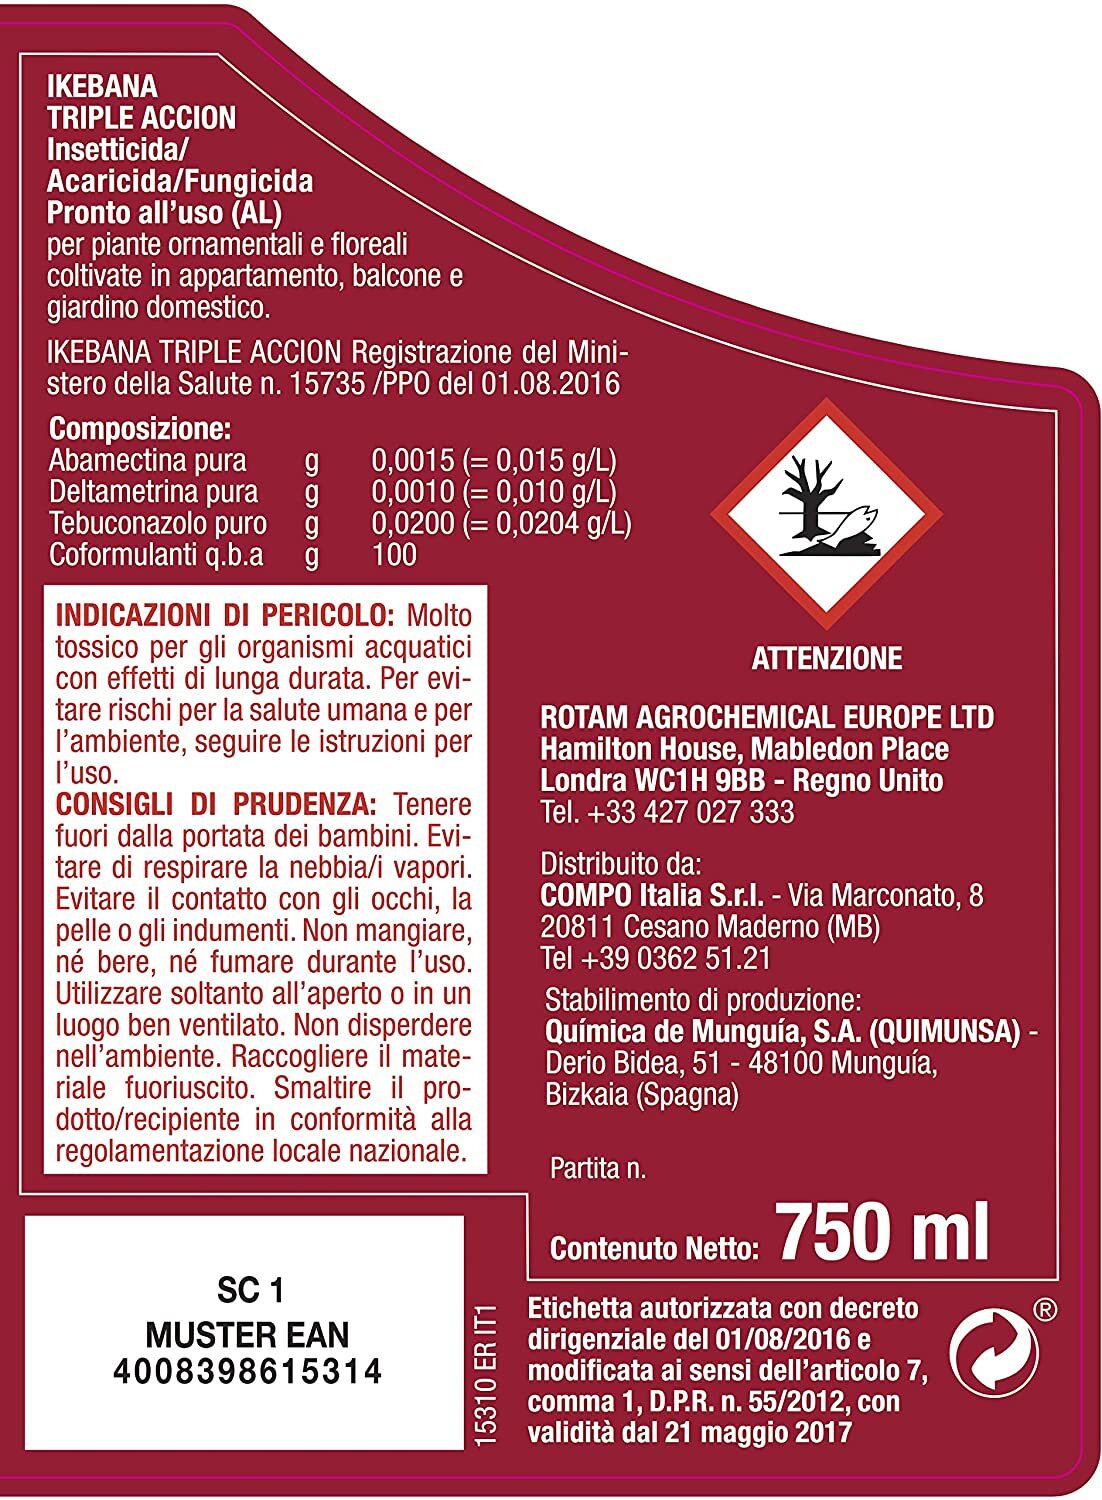 IKEBANA
TRIPLE ACCION
Insetticida/
Acaricida/Fungicida
Pronto all'uso (AL)
per piante ornamentali e floreali
coltivate in appartamento, balcone e
giardino domestico.
IKEBANA TRIPLE ACCION Registrazione del Mini-
stero della Salute n. 15735 /PPO del 01.08.2016
Composizione:
Abamectina pura g 0,0015 (= 0,015 g/L)
Deltametrina pura g 0,0010 (= 0,010 g/L)
Tebuconazolo puro g 0,0200 (= 0,0204 g/L)
Coformulanti q.b.a g 100
INDICAZIONI DI PERICOLO: Molto
tossico per gli organismi acquatici
con effetti di lunga durata. Per evi-
tare rischi per la salute umana e per
l'ambiente, seguire le istruzioni per
l'uso.
CONSIGLI DI PRUDENZA: Tenere
fuori dalla portata dei bambini. Evi-
tare di respirare la nebbia/i vapori.
Evitare il contatto con gli occhi, la
pelle o gli indumenti. Non mangiare,
né bere, né fumare durante l'uso.
Utilizzare soltanto all'aperto o in un
luogo ben ventilato. Non disperdere
nell'ambiente. Raccogliere il mate-
riale fuoriuscito. Smaltire il pro-
dotto/recipiente in conformità alla
regolamentazione locale nazionale.
ATTENZIONE
ROTAM AGROCHEMICAL EUROPE LTD
Hamilton House, Mabledon Place
Londra WC1H 9BB - Regno Unito
Tel. +33 427 027 333
Distribuito da:
COMPO Italia S.r.l. - Via Marconato, 8
20811 Cesano Maderno (MB)
Tel +39 0362 51.21
Stabilimento di produzione:
Química de Munguía, S.A. (QUIMUNSA) -
Derio Bidea, 51 - 48100 Munguía,
Bizkaia (Spagna)
Partita n.
Contenuto Netto: 750 ml
SC 1
MUSTER EAN
4008398615314
15310 ER IT1
Etichetta autorizzata con decreto
dirigenziale del 01/08/2016 e
modificata ai sensi dell'articolo 7,
comma 1, D.P.R. n. 55/2012, con
validità dal 21 maggio 2017
®